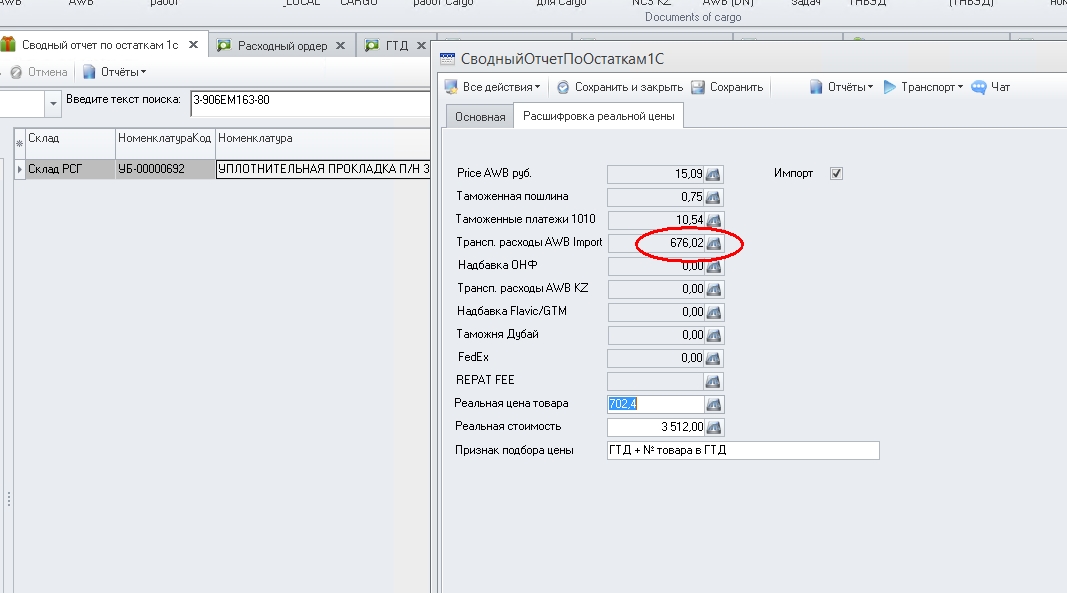 AWB AWB работ _LOCAL CARGO работ Cargo для Cargo NCS KZ AWB (DN) задач ТНВЭД (ТНВЭД)
Documents of cargo
Сводный отчет по остаткам 1с Расходный ордер ГТД
Отмена Отчёты
Введите текст поиска: 3-906EM163-80
Склад НоменклатураКод Номенклатура
Склад РСГ УБ-00000692 УПЛОТНИТЕЛЬНАЯ ПРОКЛАДКА П/Н 3
СводныйОтчетПоОстаткам1С
Все действия Сохранить и закрыть Сохранить Отчёты Транспорт Чат
Основная Расшифровка реальной цены
Price AWB руб. 15,09 Импорт
Таможенная пошлина 0,75
Таможенные платежи 1010 10,54
Трансп. расходы AWB Import 676,02
Надбавка ОНФ 0,00
Трансп. расходы AWB KZ 0,00
Надбавка Flavic/GTM 0,00
Таможня Дубай 0,00
FedEx 0,00
REPAT FEE
Реальная цена товара 702,4
Реальная стоимость 3 512,00
Признак подбора цены ГТД + № товара в ГТД